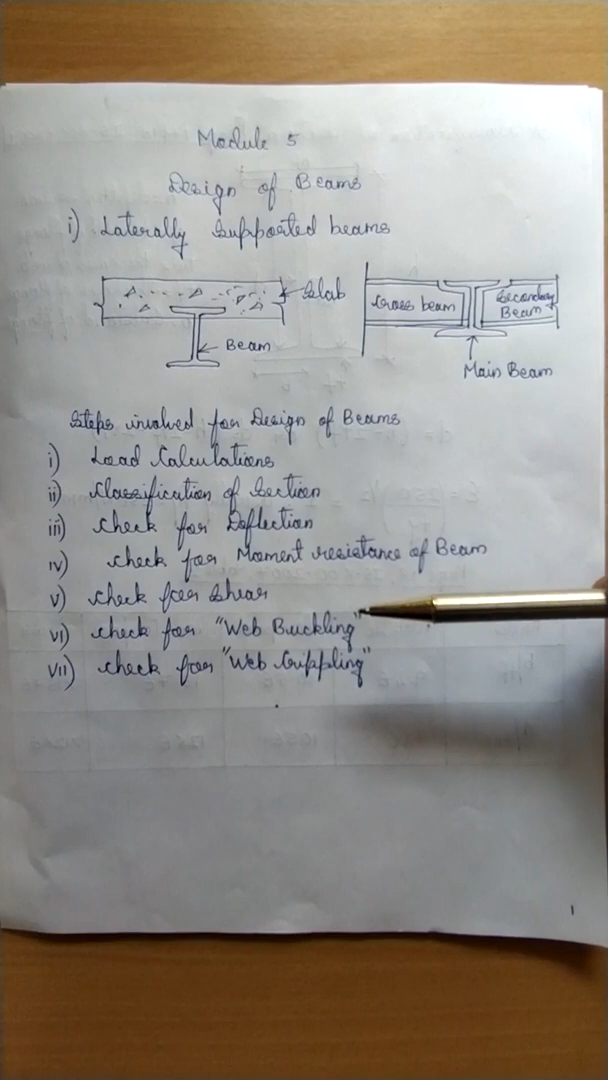 Module 5
Design of Beams
i) Laterally Supported beams
Slab
Beam
Cross beam
Secondary
Beam
Main Beam
Steps involved for Design of Beams
i) Load Calculations
ii) Classification of Section
iii) check for Deflection
iv) check for Moment resistance of Beam
v) check for Shear
vi) check for "Web Buckling"
vii) check for "Web Crippling"
1